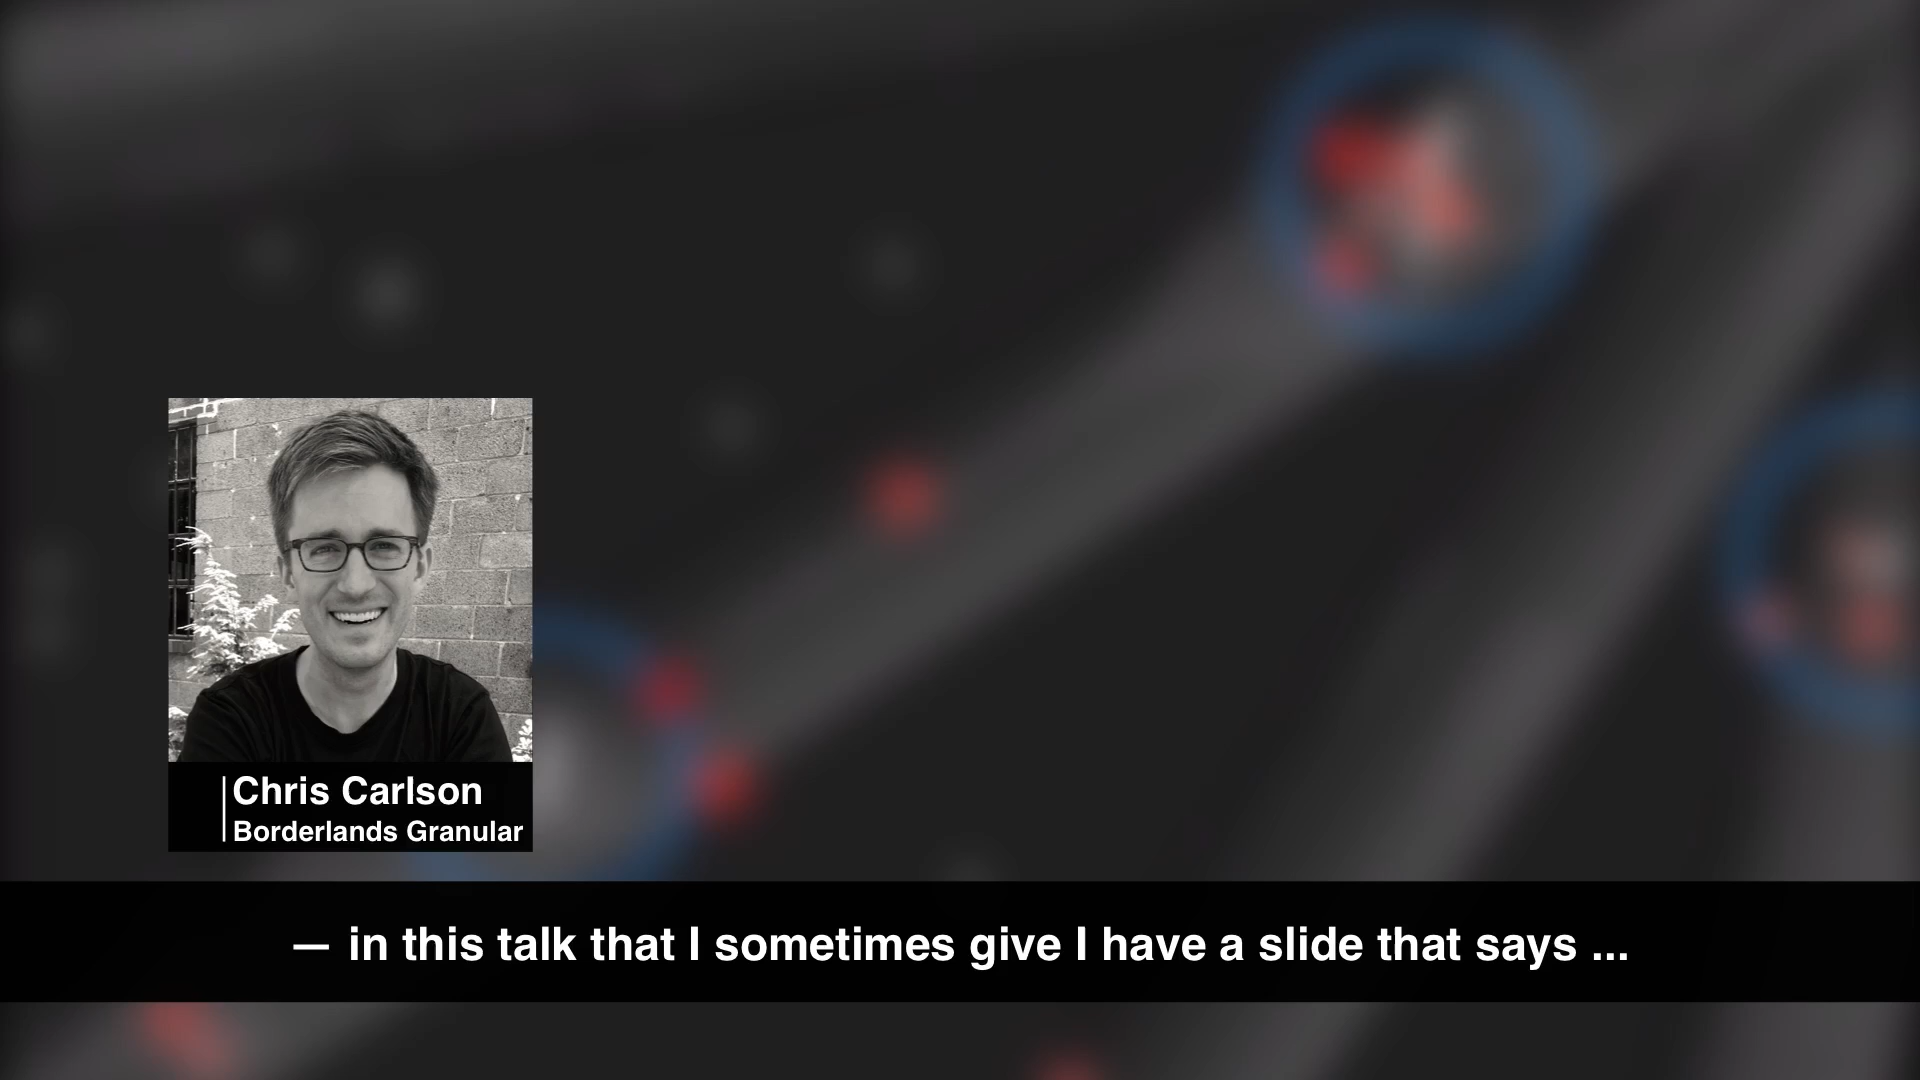 Chris Carlson
Borderlands Granular
— in this talk that I sometimes give I have a slide that says ...